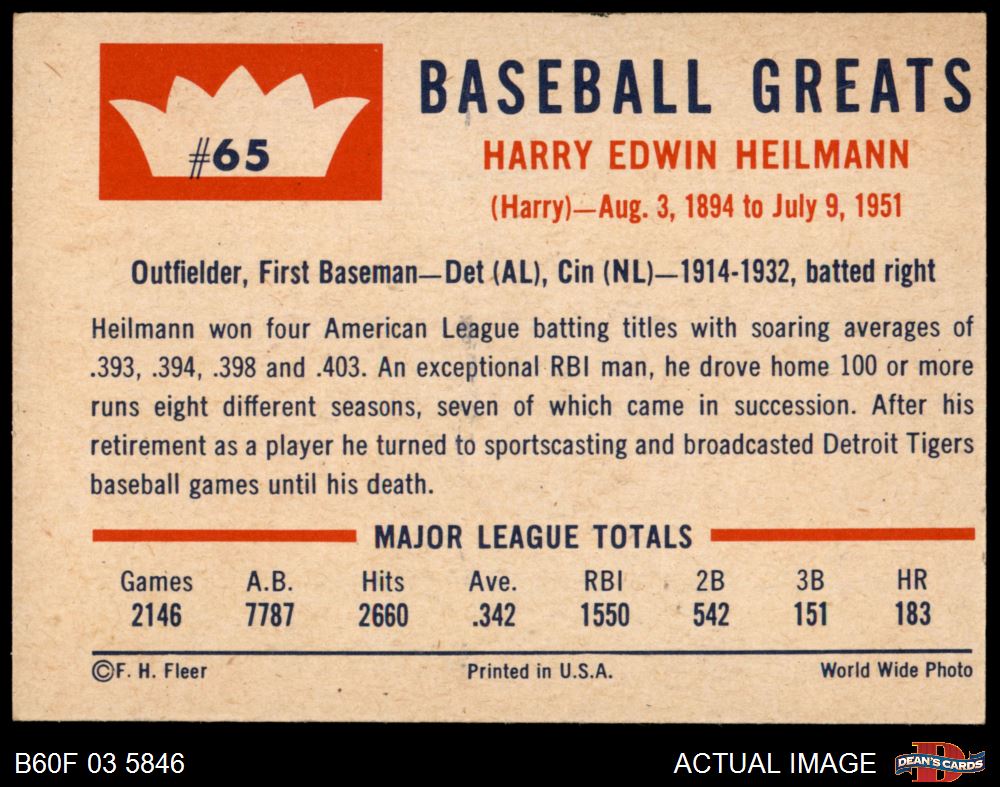 #65
BASEBALL GREATS
HARRY EDWIN HEILMANN
(Harry)—Aug. 3, 1894 to July 9, 1951
Outfielder, First Baseman—Det (AL), Cin (NL)—1914-1932, batted right
Heilmann won four American League batting titles with soaring averages of
.393, .394, .398 and .403. An exceptional RBI man, he drove home 100 or more
runs eight different seasons, seven of which came in succession. After his
retirement as a player he turned to sportscasting and broadcasted Detroit Tigers
baseball games until his death.
MAJOR LEAGUE TOTALS
Games A.B. Hits Ave. RBI 2B 3B HR
2146 7787 2660 .342 1550 542 151 183
©F. H. Fleer Printed in U.S.A. World Wide Photo
B60F 03 5846 ACTUAL IMAGE D DEAN'S CARDS